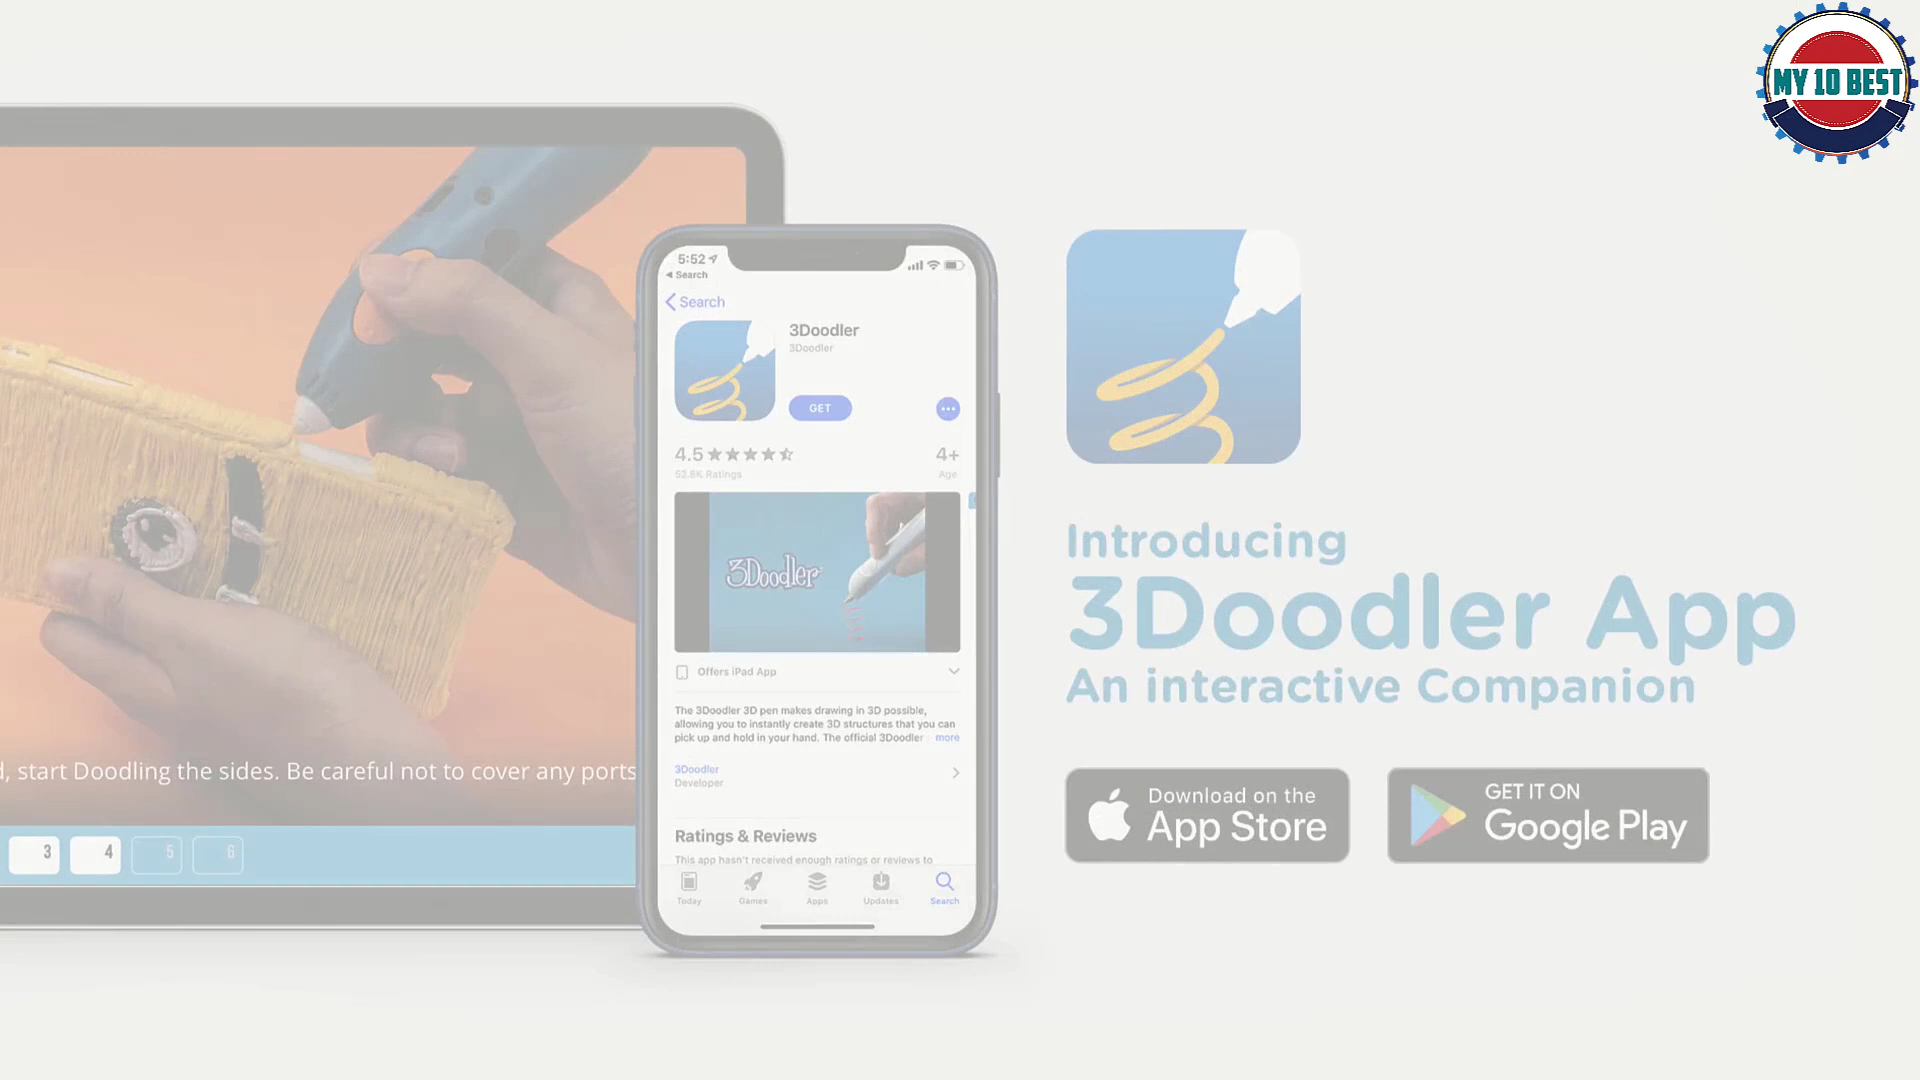 MY 10 BEST
5:52
Search
Search
3Doodler
3Doodler
GET
4.5
52.8K Ratings
4+
Age
3Doodler
Offers iPad App
The 3Doodler 3D pen makes drawing in 3D possible,
allowing you to instantly create 3D structures that you can
pick up and hold in your hand. The official 3Doodler more
3Doodler
Developer
Ratings & Reviews
This app hasn't received enough ratings or reviews to
Today Games Apps Updates Search
, start Doodling the sides. Be careful not to cover any ports
3 4 5 6
Introducing
3Doodler App
An interactive Companion
Download on the
App Store
GET IT ON
Google Play